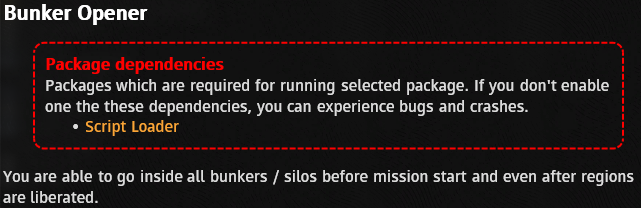 Bunker Opener
Package dependencies
Packages which are required for running selected package. If you don't enable
one the these dependencies, you can experience bugs and crashes.
• Script Loader
You are able to go inside all bunkers / silos before mission start and even after regions
are liberated.